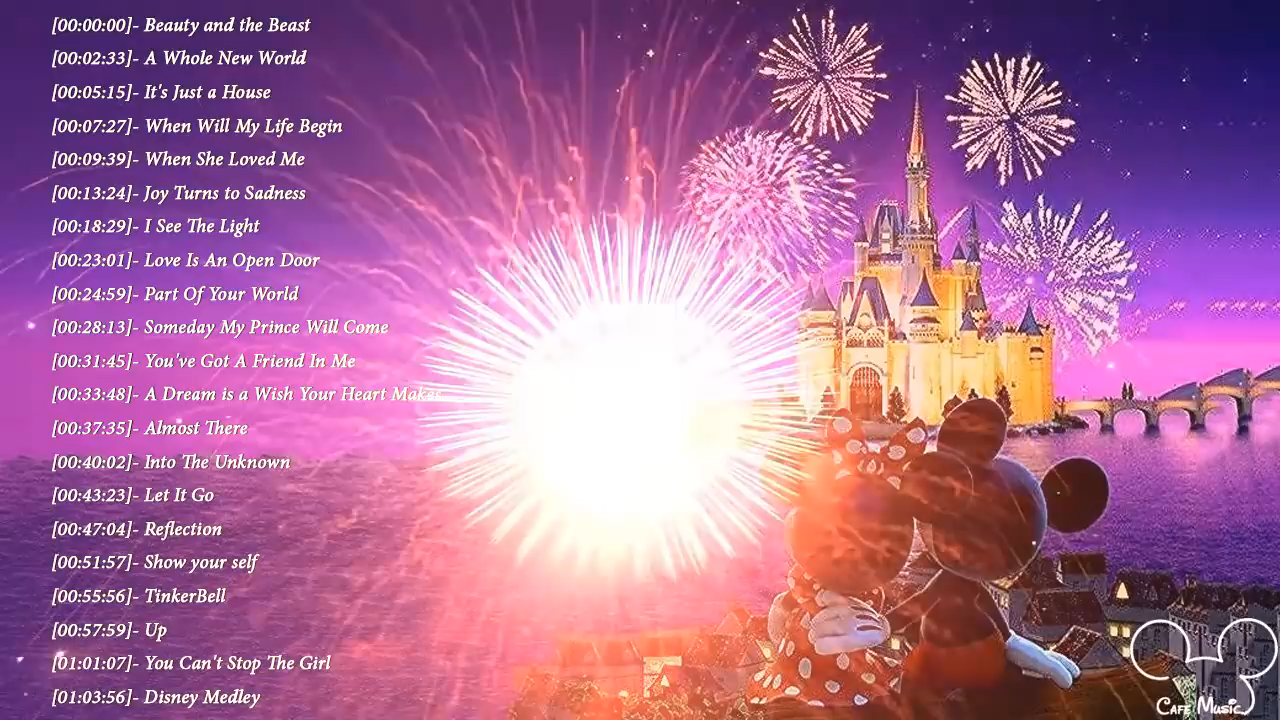 [00:00:00]- Beauty and the Beast
[00:02:33]- A Whole New World
[00:05:15]- It's Just a House
[00:07:27]- When Will My Life Begin
[00:09:39]- When She Loved Me
[00:13:24]- Joy Turns to Sadness
[00:18:29]- I See The Light
[00:23:01]- Love Is An Open Door
[00:24:59]- Part Of Your World
[00:28:13]- Someday My Prince Will Come
[00:31:45]- You've Got A Friend In Me
[00:33:48]- A Dream is a Wish Your Heart Makes
[00:37:35]- Almost There
[00:40:02]- Into The Unknown
[00:43:23]- Let It Go
[00:47:04]- Reflection
[00:51:57]- Show your self
[00:55:56]- TinkerBell
[00:57:59]- Up
[01:01:07]- You Can't Stop The Girl
[01:03:56]- Disney Medley
Cafe Music